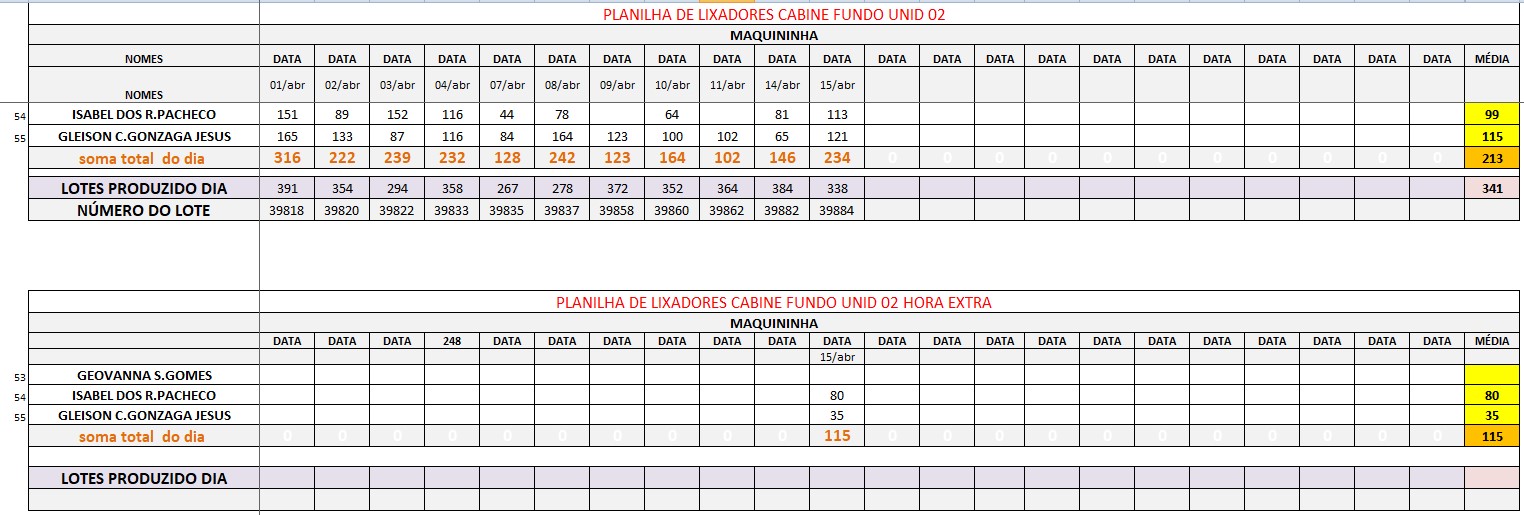 PLANILHA DE LIXADORES CABINE FUNDO UNID 02
MAQUININHA
NOMES DATA DATA DATA DATA DATA DATA DATA DATA DATA DATA DATA DATA DATA DATA DATA DATA DATA DATA DATA DATA DATA DATA MÉDIA
NOMES 01/abr 02/abr 03/abr 04/abr 07/abr 08/abr 09/abr 10/abr 11/abr 14/abr 15/abr
54 ISABEL DOS R.PACHECO 151 89 152 116 44 78 64 81 113 99
55 GLEISON C.GONZAGA JESUS 165 133 87 116 84 164 123 100 102 65 121 115
soma total do dia 316 222 239 232 128 242 123 164 102 146 234 0 0 0 0 0 0 0 0 0 0 0 213
LOTES PRODUZIDO DIA 391 354 294 358 267 278 372 352 364 384 338 341
NÚMERO DO LOTE 39818 39820 39822 39833 39835 39837 39858 39860 39862 39882 39884
PLANILHA DE LIXADORES CABINE FUNDO UNID 02 HORA EXTRA
MAQUININHA
DATA DATA DATA 248 DATA DATA DATA DATA DATA DATA DATA DATA DATA DATA DATA DATA DATA DATA DATA DATA DATA DATA MÉDIA
15/abr
53 GEOVANNA S.GOMES
54 ISABEL DOS R.PACHECO 80 80
55 GLEISON C.GONZAGA JESUS 35 35
soma total do dia 0 0 0 0 0 0 0 0 0 0 115 0 0 0 0 0 0 0 0 0 0 0 115
LOTES PRODUZIDO DIA